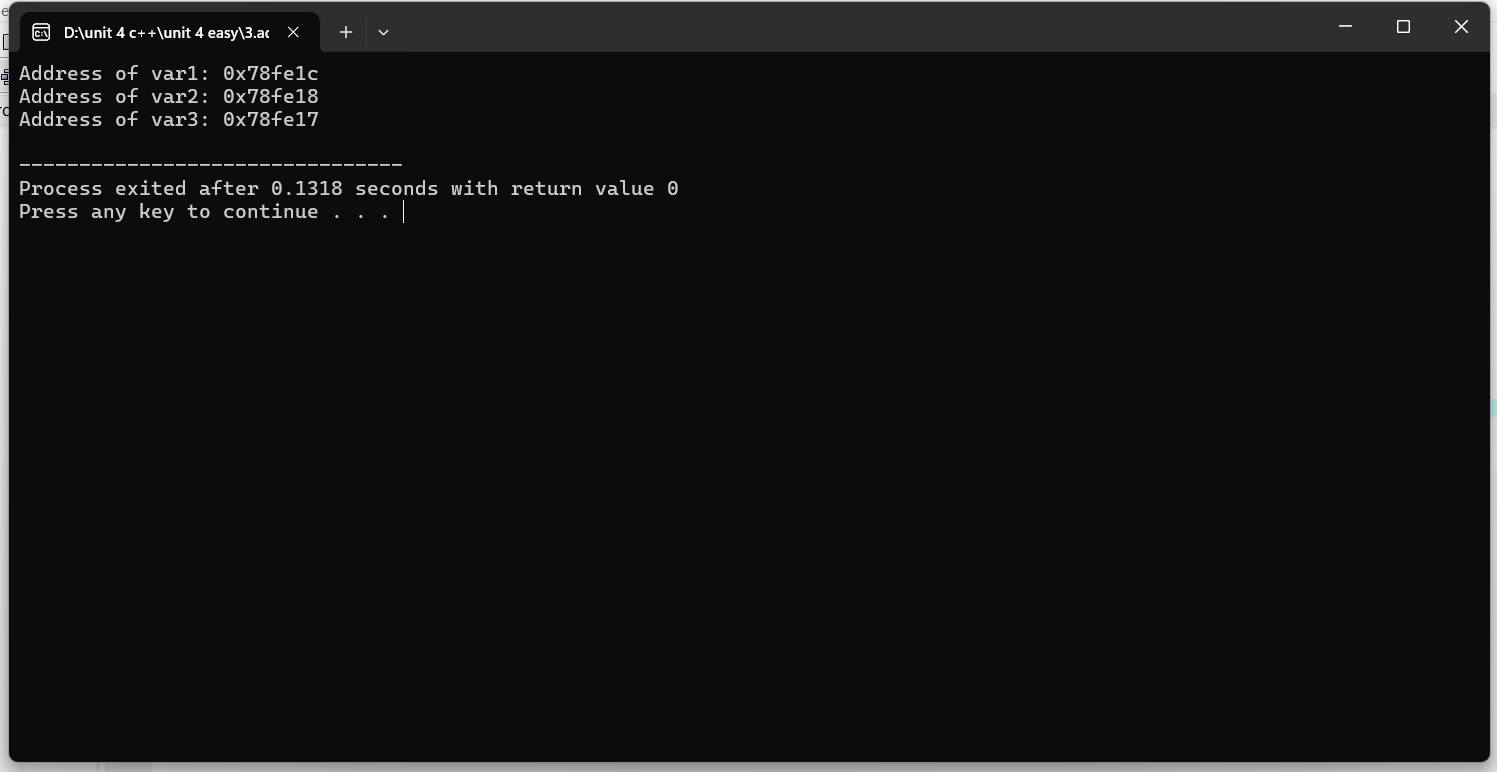 D:\unit 4 c++\unit 4 easy\3.ac
Address of var1: 0x78fe1c
Address of var2: 0x78fe18
Address of var3: 0x78fe17
--------------------------------
Process exited after 0.1318 seconds with return value 0
Press any key to continue . . .